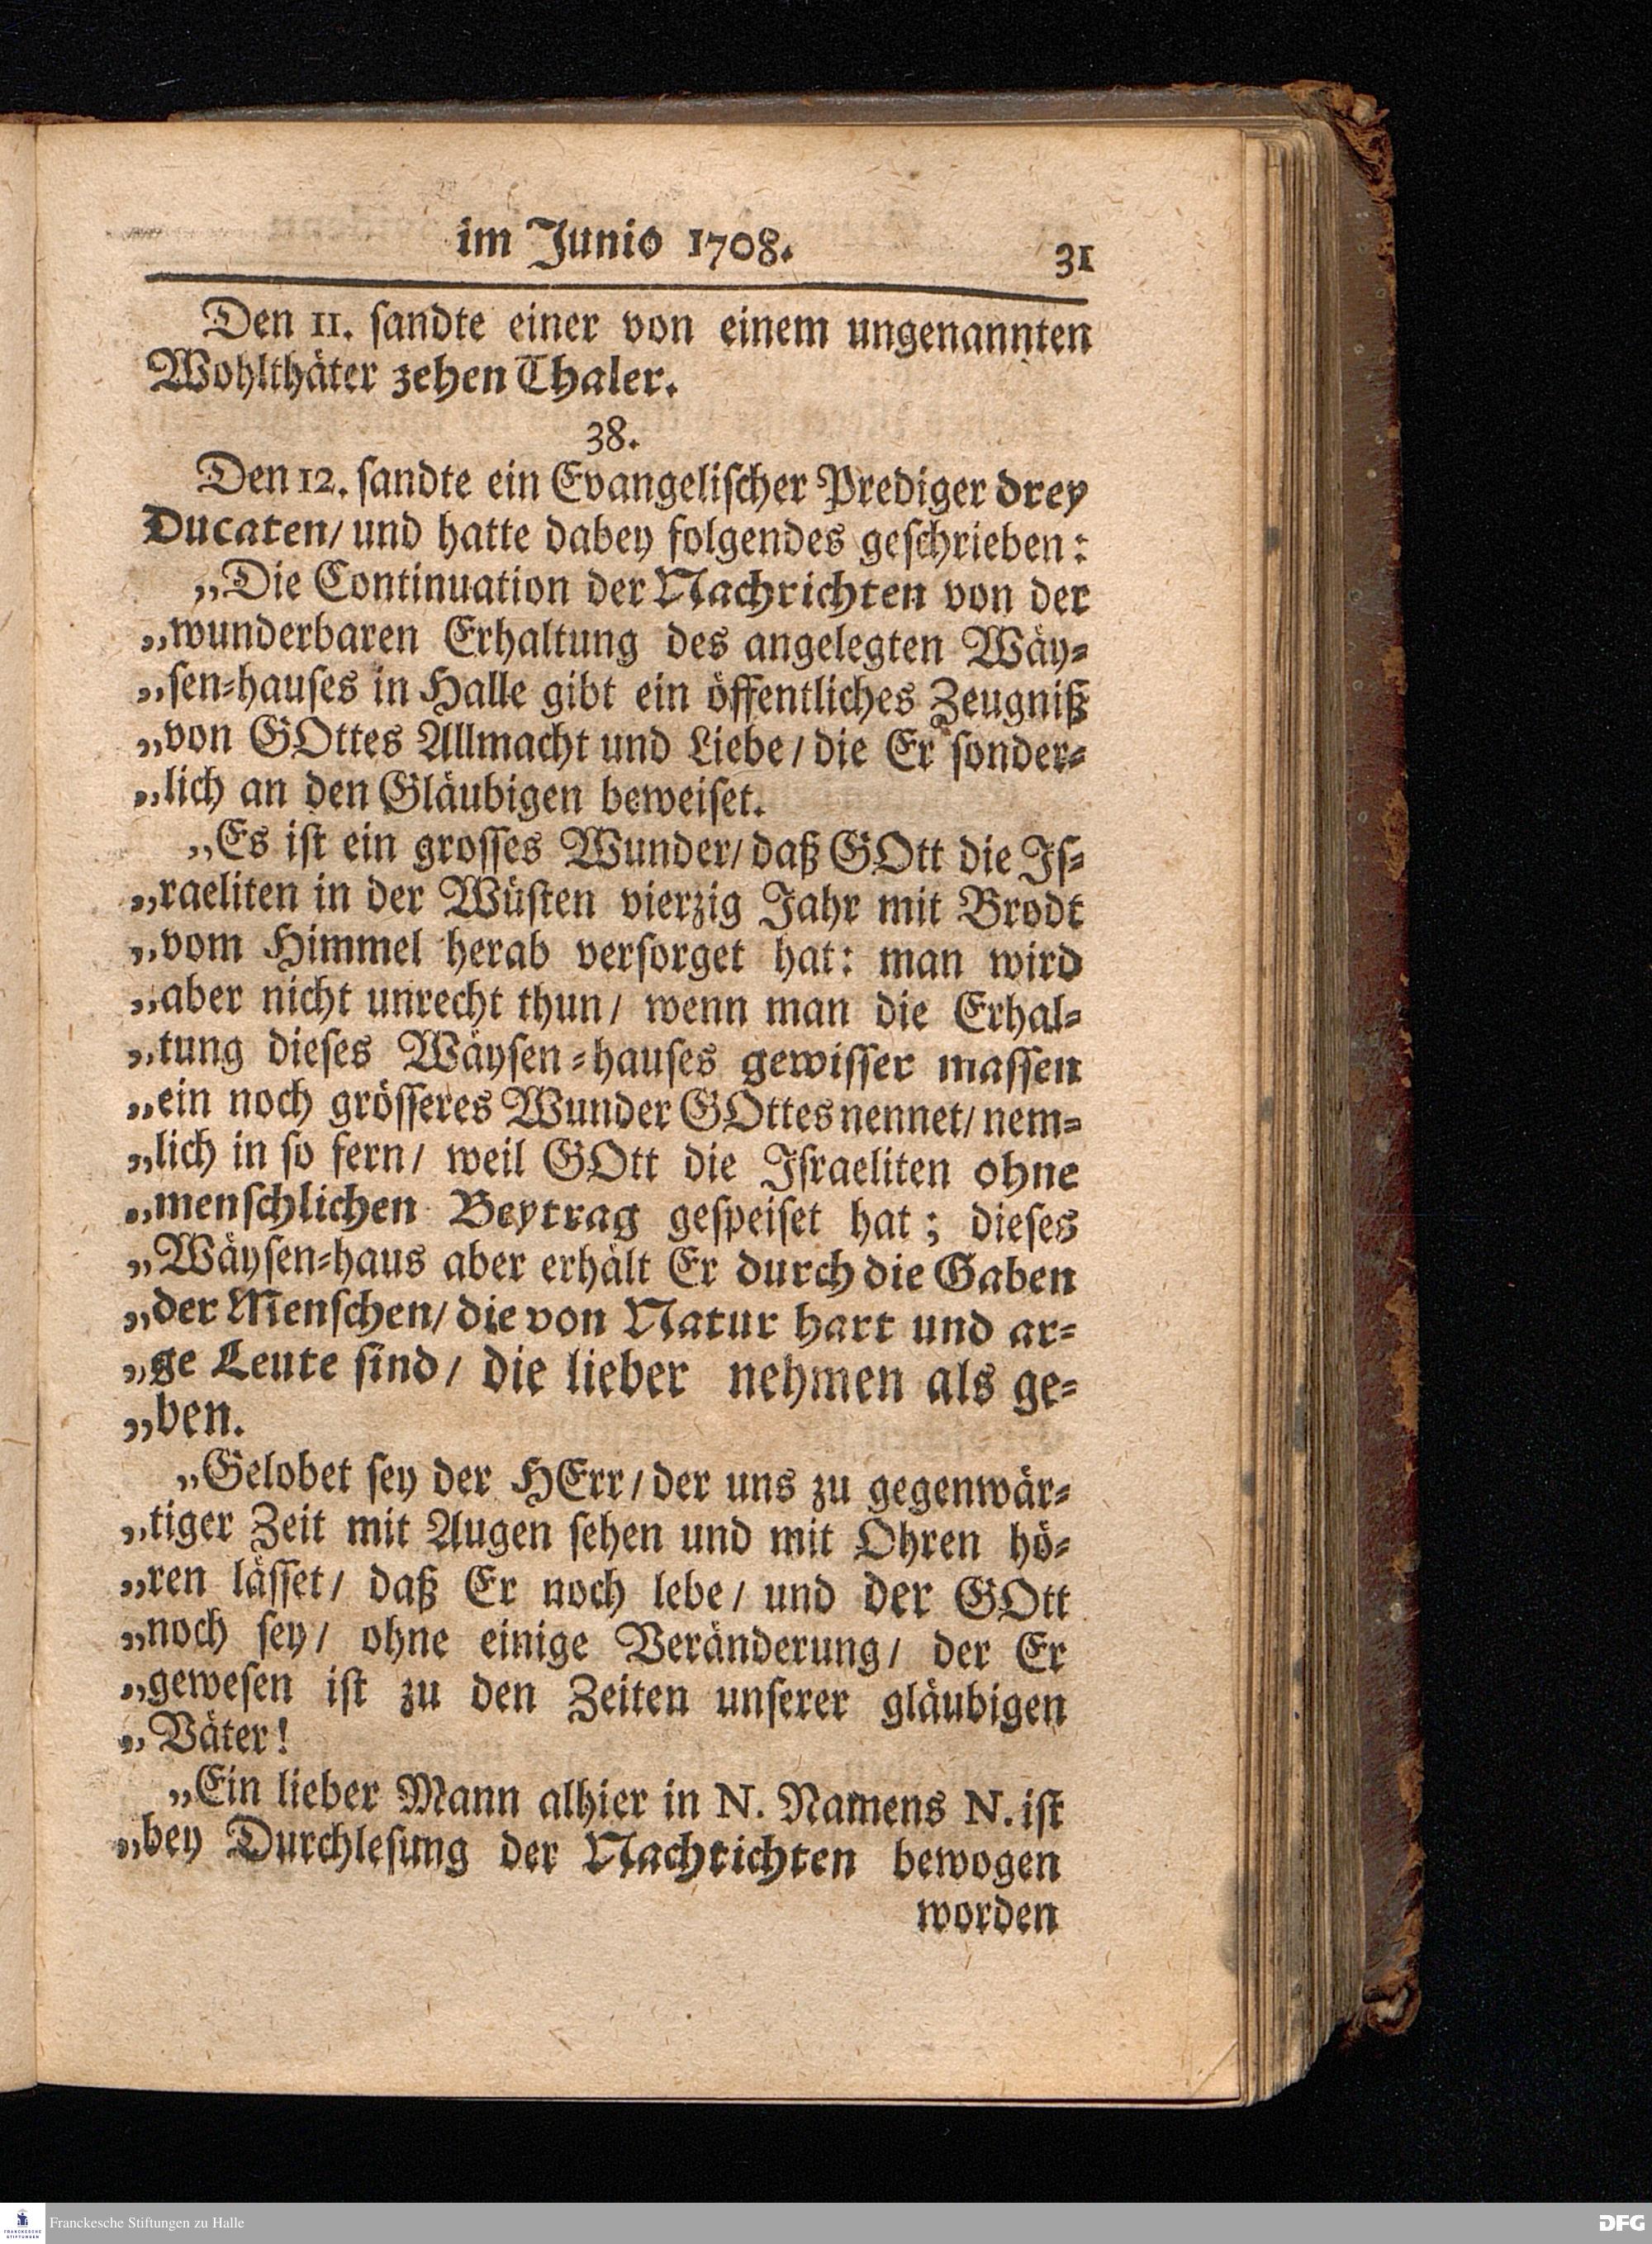 im Junio 1708. 31
Den 11. ſandte einer von einem ungenannten
Wohlthäter zehen Thaler.
38.
Den 12. ſandte ein Evangeliſcher Prediger drey
Ducaten/ und hatte dabey folgendes geſchrieben:
„Die Continuation der Nachrichten von der
„wunderbaren Erhaltung des angelegten Wäy⸗
„ſen⸗hauſes in Halle gibt ein öffentliches Zeugniß
„von GOttes Allmacht und Liebe/ die Er ſonder⸗
„lich an den Gläubigen beweiſet.
„Es iſt ein groſſes Wunder/ daß GOtt die Iſ⸗
„raeliten in der Wüſten vierzig Jahr mit Brodt
„vom Himmel herab verſorget hat: man wird
„aber nicht unrecht thun/ wenn man die Erhal⸗
„tung dieſes Wäyſen⸗hauſes gewiſſer maſſen
„ein noch gröſſeres Wunder GOttes nennet/ nem⸗
„lich in ſo fern/ weil GOtt die Iſraeliten ohne
„menſchlichen Beytrag geſpeiſet hat; dieſes
„Wäyſen⸗haus aber erhält Er durch die Gaben
„der Menſchen/ die von Natur hart und ar⸗
„ge Leute ſind/ die lieber nehmen als ge⸗
„ben.
„Gelobet ſey der HErr/ der uns zu gegenwär⸗
„tiger Zeit mit Augen ſehen und mit Ohren hö⸗
„ren läſſet/ daß Er noch lebe/ und der GOtt
„noch ſey/ ohne einige Veränderung/ der Er
„geweſen iſt zu den Zeiten unſerer gläubigen
„Väter!
„Ein lieber Mann alhier in N. Namens N. iſt
„bey Durchleſung der Nachrichten bewogen
worden
FRANCKESCHE STIFTUNGEN
Franckesche Stiftungen zu Halle
DFG